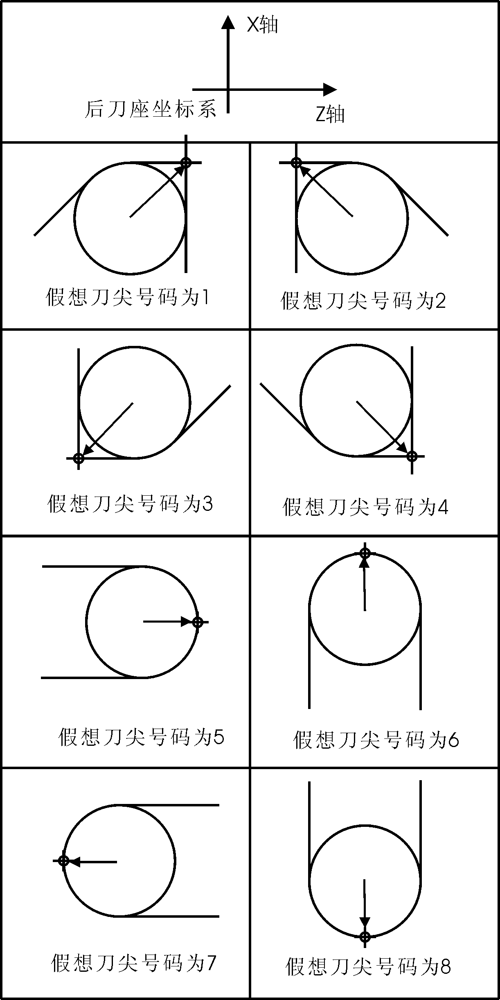 X轴
后刀座坐标系
Z轴
假想刀尖号码为1
假想刀尖号码为2
假想刀尖号码为3
假想刀尖号码为4
假想刀尖号码为5
假想刀尖号码为6
假想刀尖号码为7
假想刀尖号码为8